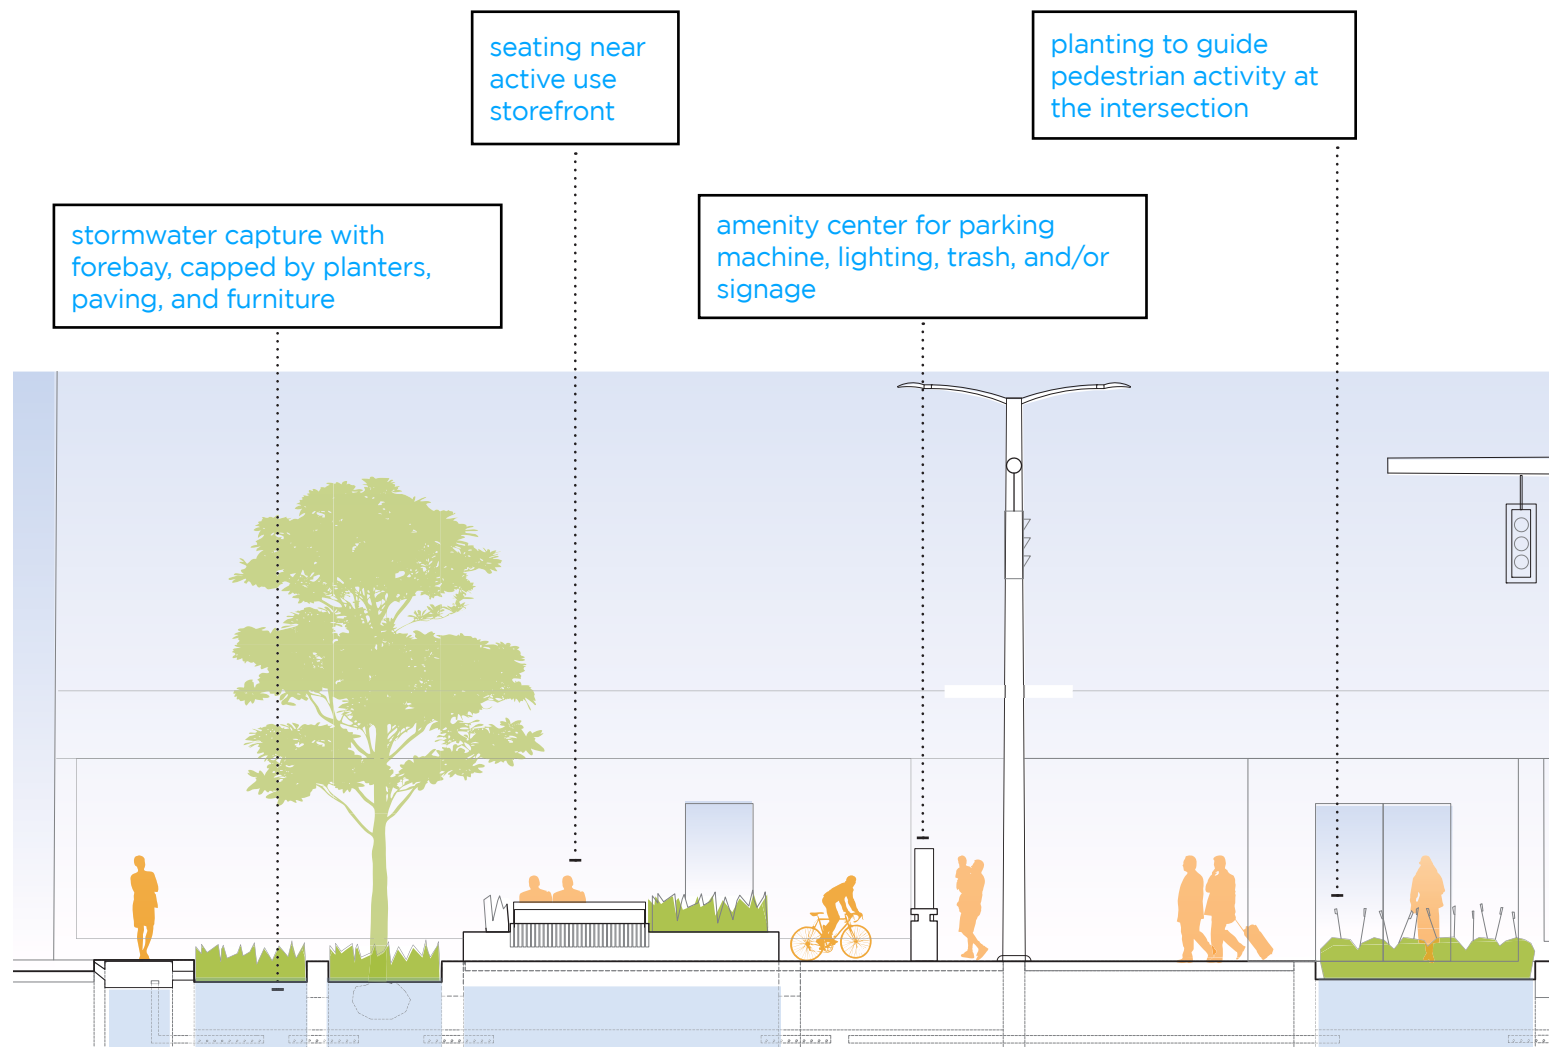 seating near
active use
storefront
planting to guide
pedestrian activity at
the intersection
stormwater capture with
forebay, capped by planters,
paving, and furniture
amenity center for parking
machine, lighting, trash, and/or
signage